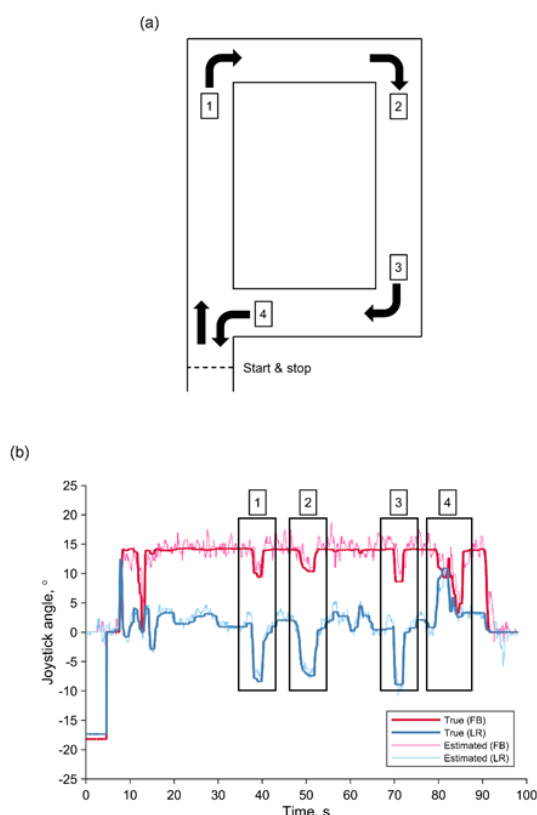 (a)
1
2
3
4
Start & stop
(b)
1
2
3
4
25
20
15
10
5
0
-5
-10
-15
-20
-25
Joystick angle, °
True (FB)
True (LR)
Estimated (FB)
Estimated (LR)
0 10 20 30 40 50 60 70 80 90 100
Time, s